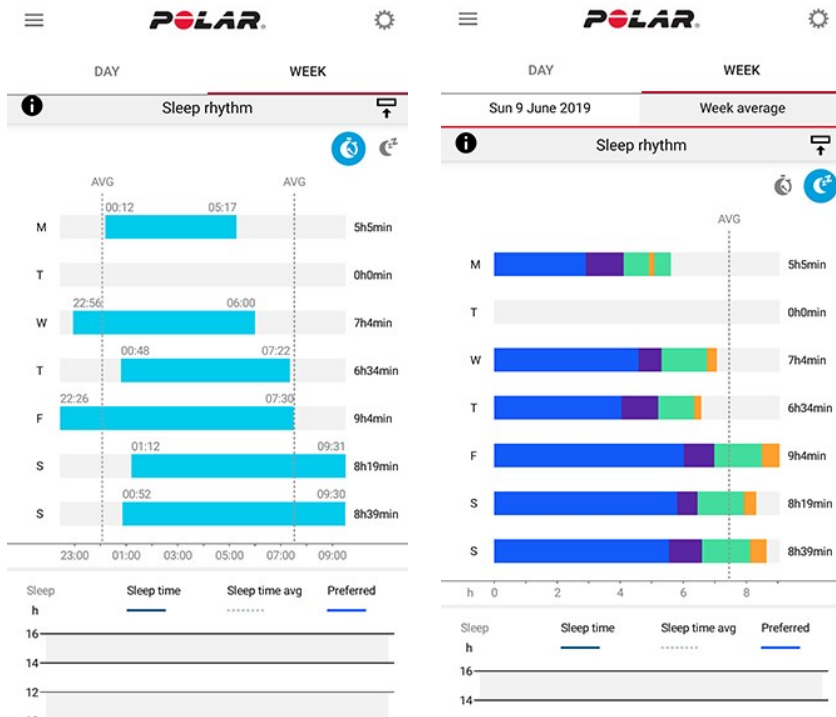 POLAR.
DAY WEEK
Sleep rhythm
AVG AVG
00:12 05:17
M 5h5min
T 0h0min
22:56 06:00
W 7h4min
00:48 07:22
T 6h34min
22:26 07:30
F 9h4min
01:12 09:31
S 8h19min
00:52 09:30
S 8h39min
23:00 01:00 03:00 05:00 07:00 09:00
Sleep Sleep time Sleep time avg Preferred
h
16
14
12
POLAR.
DAY WEEK
Sun 9 June 2019 Week average
Sleep rhythm
AVG
M 5h5min
T 0h0min
W 7h4min
T 6h34min
F 9h4min
S 8h19min
S 8h39min
h 0 2 4 6 8
Sleep Sleep time Sleep time avg Preferred
h
16
14